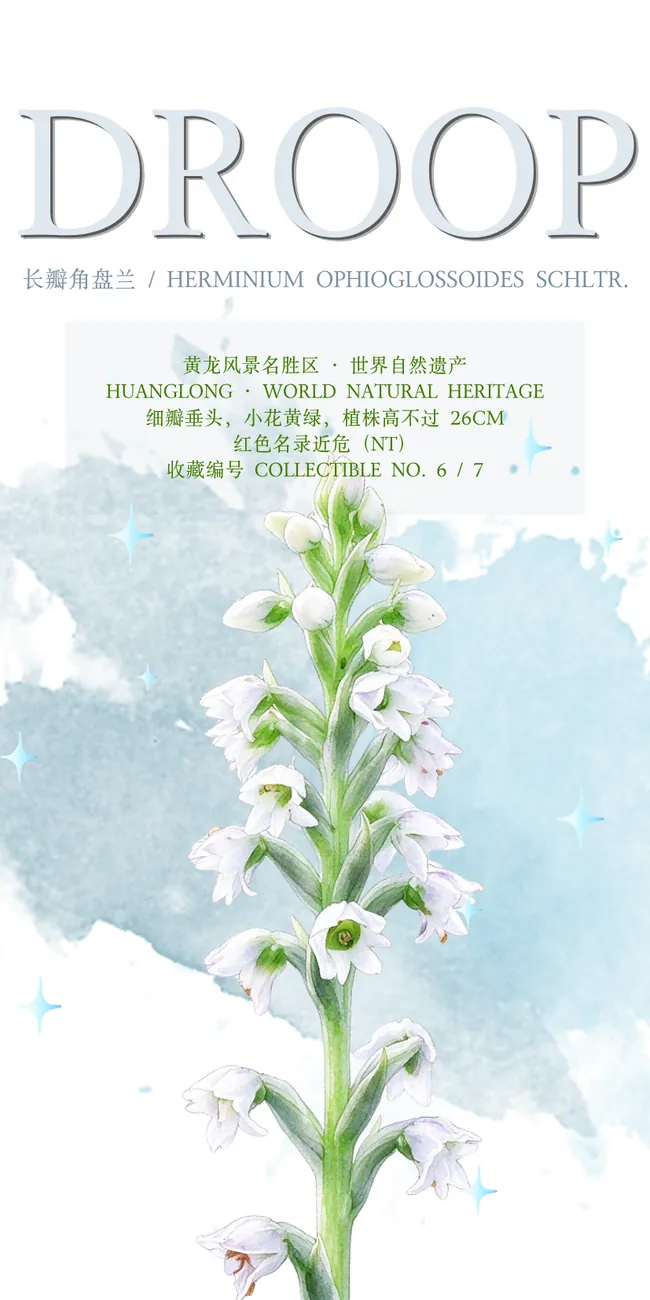 DROOP
长瓣角盘兰 / HERMINIUM OPHIOGLOSSOIDES SCHLTR.
黄龙风景名胜区 · 世界自然遗产
HUANGLONG · WORLD NATURAL HERITAGE
细瓣垂头，小花黄绿，植株高不过 26CM
红色名录近危（NT）
收藏编号 COLLECTIBLE NO. 6 / 7